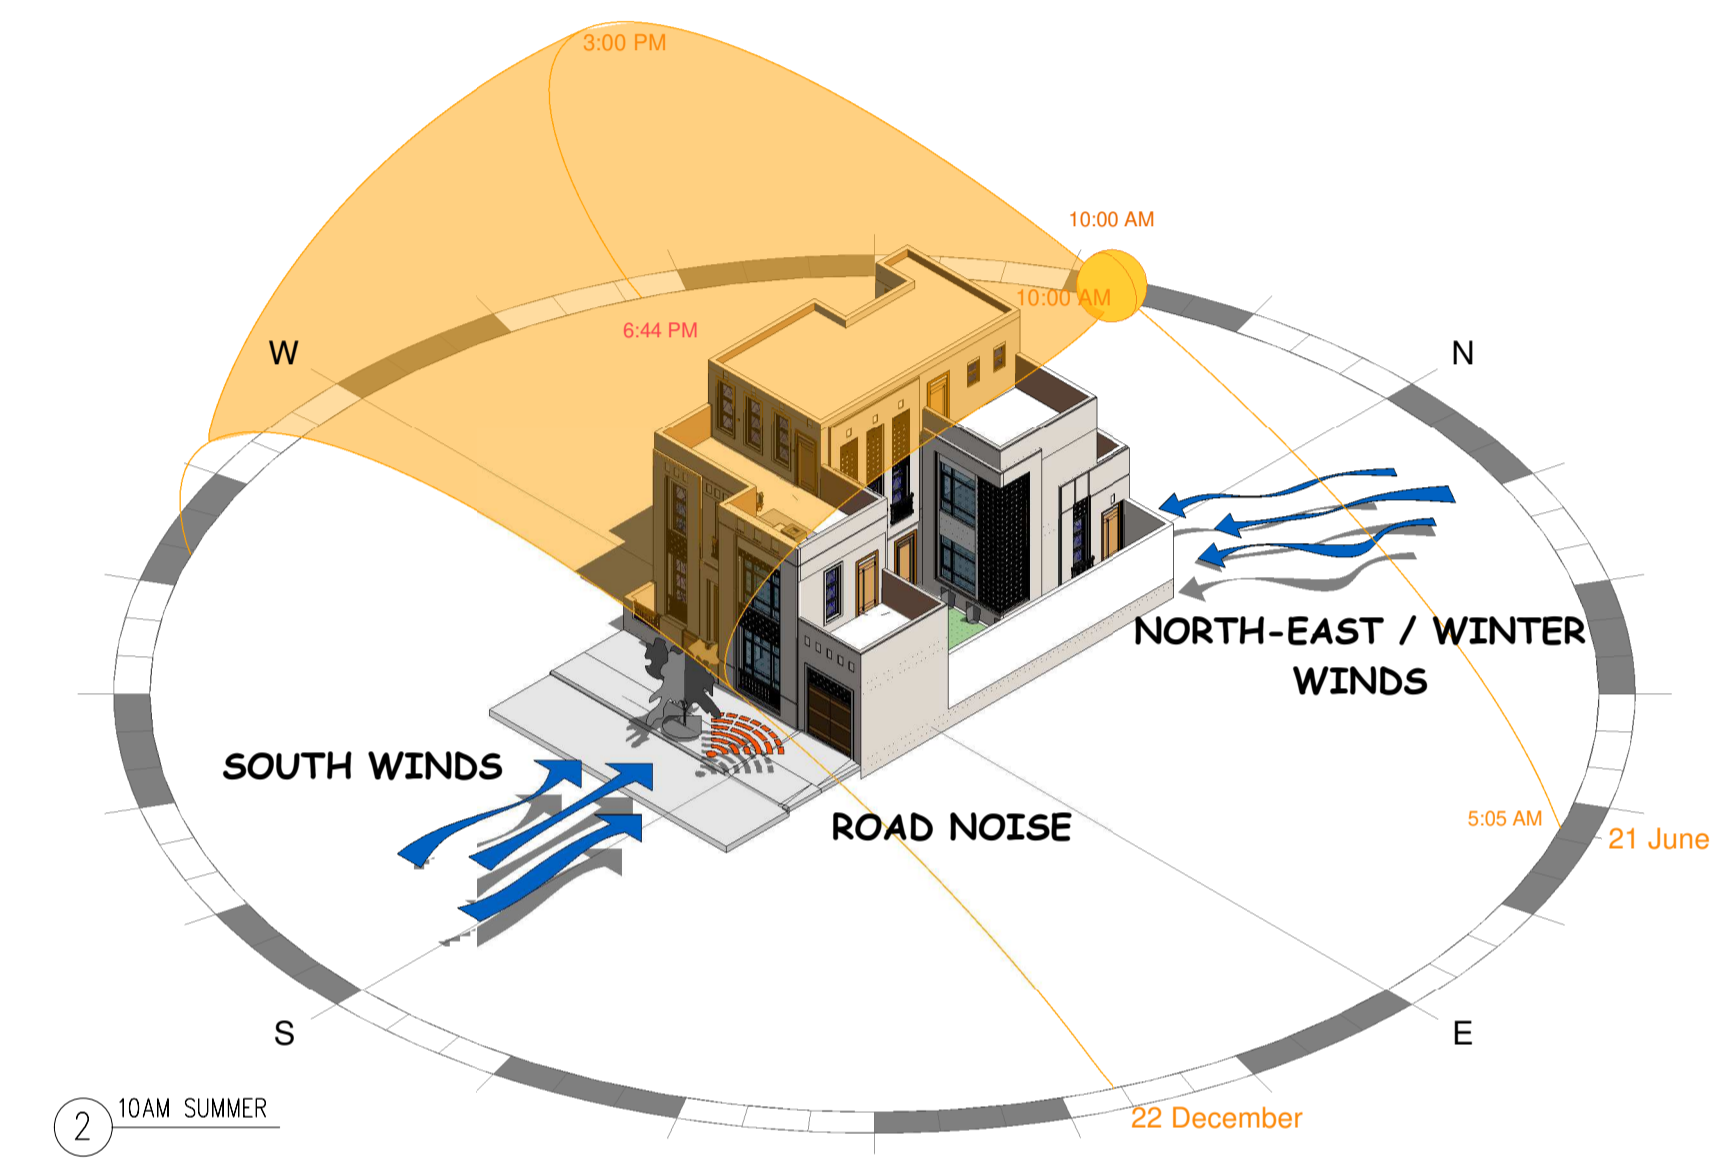 3:00 PM
10:00 AM
10:00 AM
6:44 PM
W
N
NORTH-EAST / WINTER
WINDS
SOUTH WINDS
ROAD NOISE
5:05 AM
21 June
S
E
22 December
2
10AM SUMMER